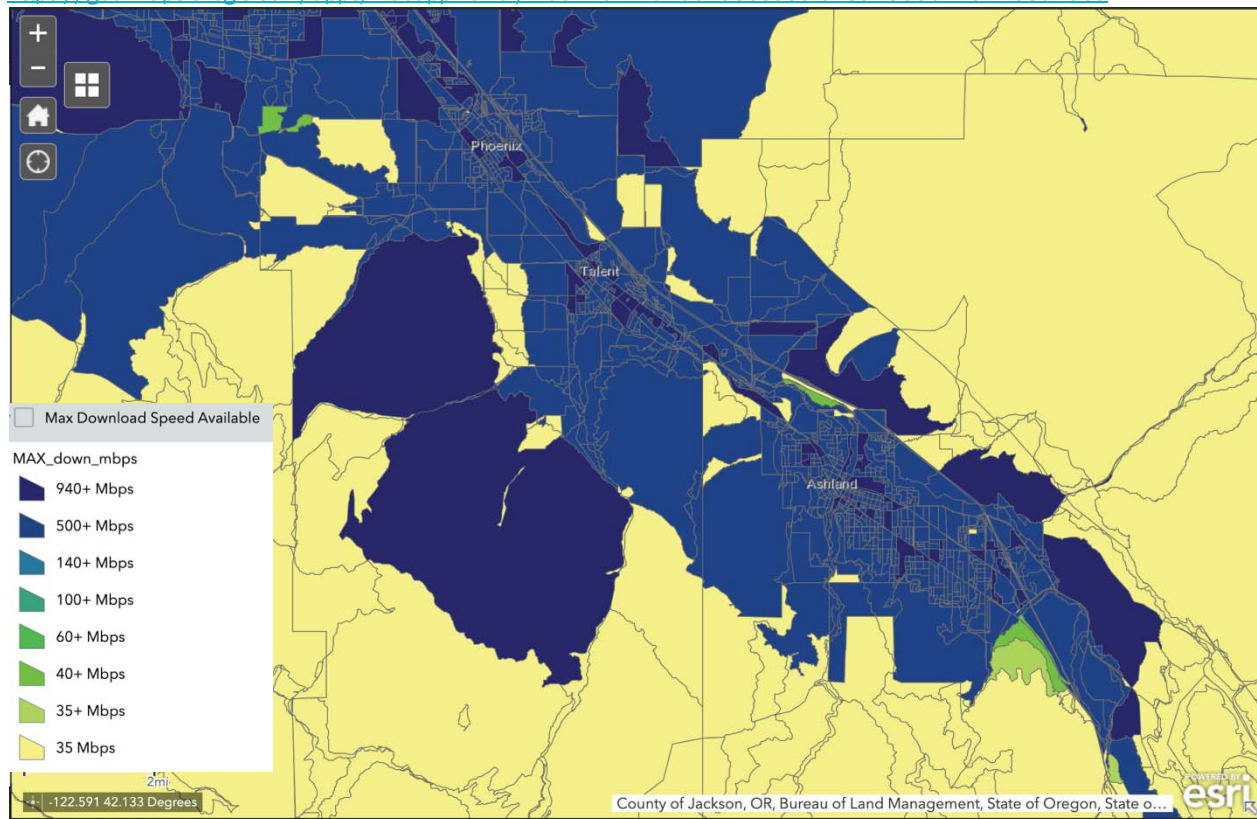 +
−
Phoenix
Talent
Ashland
Max Download Speed Available
MAX_down_mbps
940+ Mbps
500+ Mbps
140+ Mbps
100+ Mbps
60+ Mbps
40+ Mbps
35+ Mbps
35 Mbps
2mi
-122.591 42.133 Degrees
County of Jackson, OR, Bureau of Land Management, State of Oregon, State o...
POWERED BY
esri